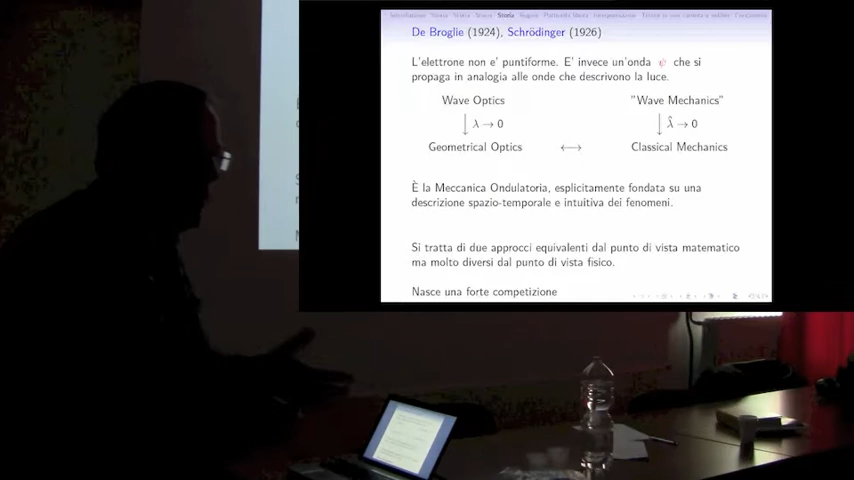 Storia
De Broglie (1924), Schrödinger (1926)
L'elettrone non e' puntiforme. E' invece un'onda ψ che si
propaga in analogia alle onde che descrivono la luce.
Wave Optics "Wave Mechanics"
↓ λ → 0 ↓ λ̂ → 0
Geometrical Optics ⟷ Classical Mechanics
È la Meccanica Ondulatoria, esplicitamente fondata su una
descrizione spazio-temporale e intuitiva dei fenomeni.
Si tratta di due approcci equivalenti dal punto di vista matematico
ma molto diversi dal punto di vista fisico.
Nasce una forte competizione